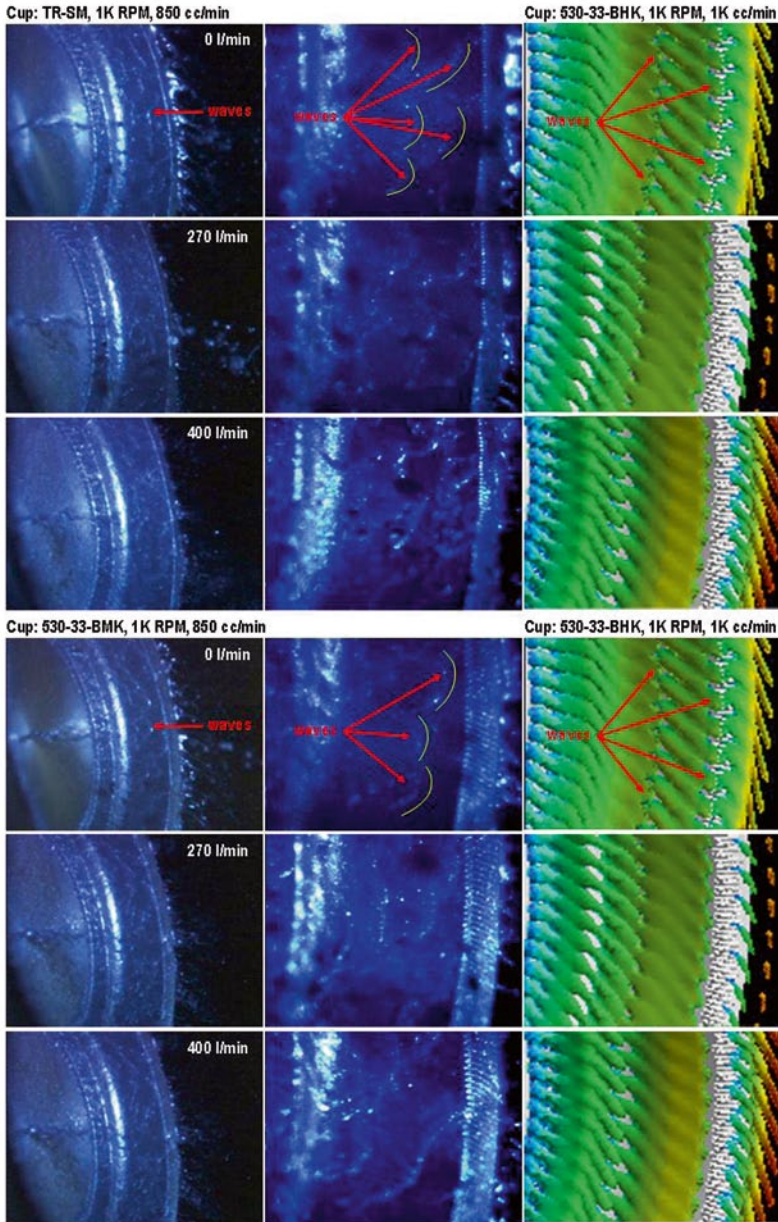 Cup: TR-SM, 1K RPM, 850 cc/min
Cup: 530-33-BHK, 1K RPM, 1K cc/min
0 l/min
waves
waves
waves
270 l/min
400 l/min
Cup: 530-33-BMK, 1K RPM, 850 cc/min
Cup: 530-33-BHK, 1K RPM, 1K cc/min
0 l/min
waves
waves
waves
270 l/min
400 l/min